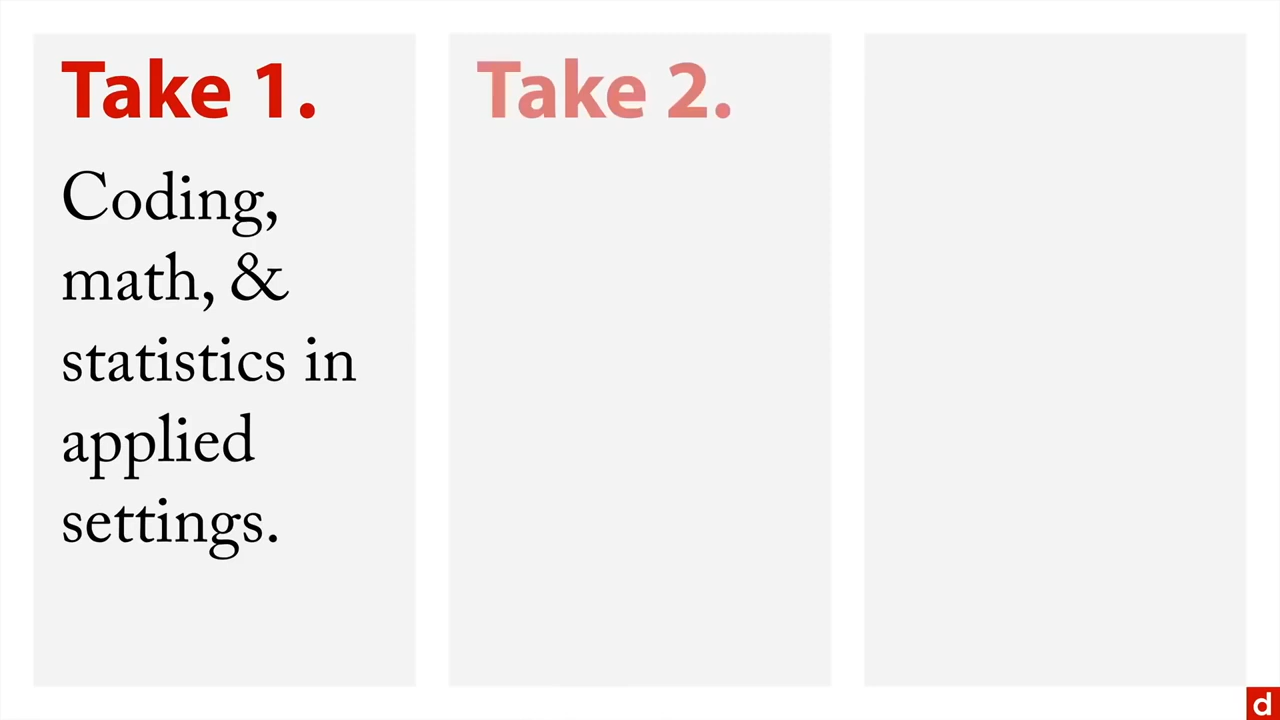 Take 1.
Coding,
math, &
statistics in
applied
settings.
Take 2.
d